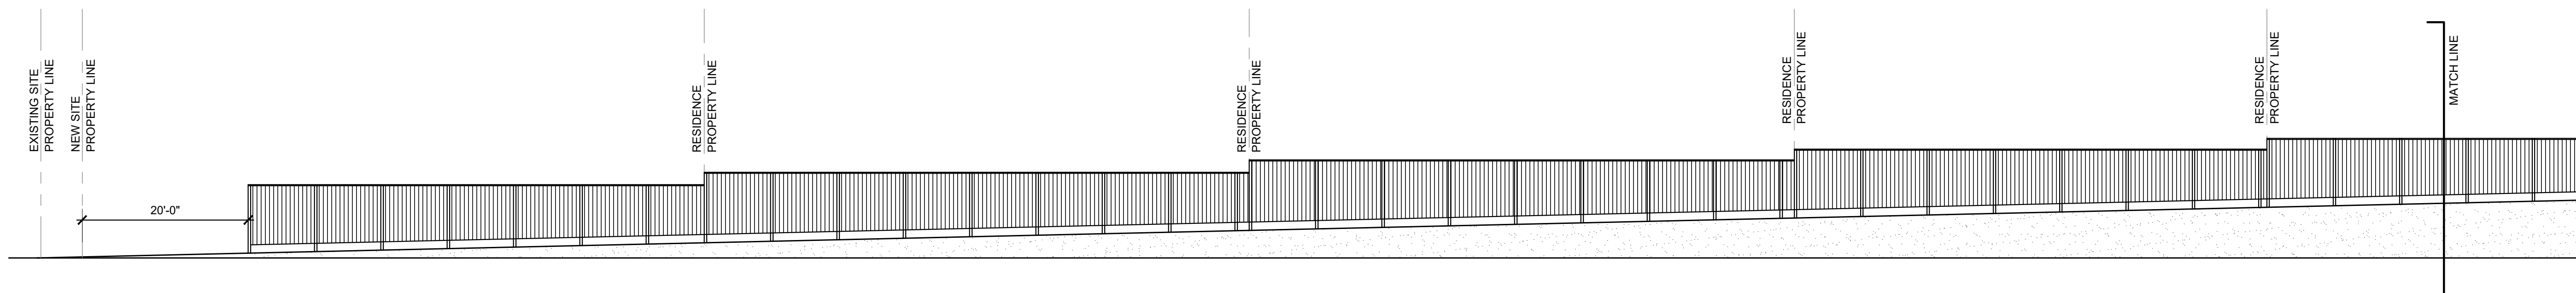 EXISTING SITE
PROPERTY LINE
NEW SITE
PROPERTY LINE
20'-0"
RESIDENCE
PROPERTY LINE
RESIDENCE
PROPERTY LINE
RESIDENCE
PROPERTY LINE
RESIDENCE
PROPERTY LINE
MATCH LINE